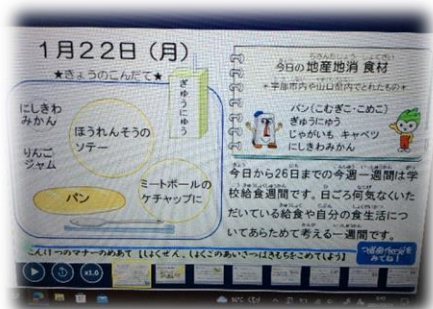 1月22日（月）
★きょうのこんだて★
ぎゅうにゅう
にしきわ
みかん
ほうれんそうの
ソテー
りんご
ジャム
パン
ミートボールの
ケチャップに
今日の地産地消 食材
パン（こむぎこ・こめこ）
ぎゅうにゅう
じゃがいも キャベツ
にしきわみかん
今日から26日までの今週一週間は学
校給食週間です。日ごろ何気なくいた
だいている給食や自分の食生活につ
いてあらためて考える一週間です。
x1.0